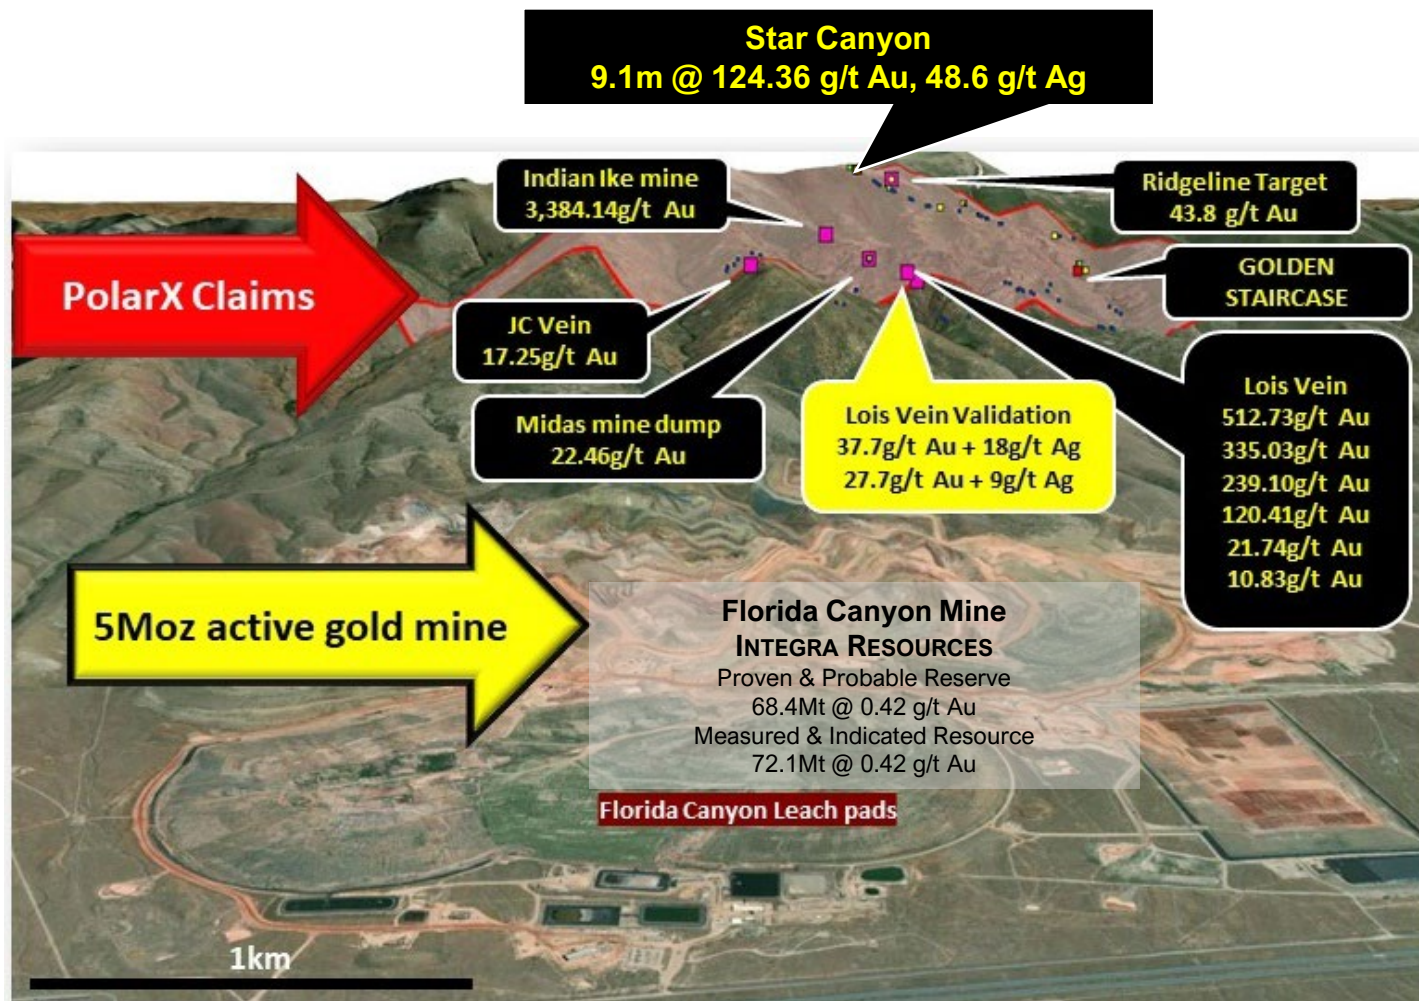 Star Canyon
9.1m @ 124.36 g/t Au, 48.6 g/t Ag
Indian Ike mine
3,384.14g/t Au
Ridgeline Target
43.8 g/t Au
PolarX Claims
GOLDEN
STAIRCASE
JC Vein
17.25g/t Au
Midas mine dump
22.46g/t Au
Lois Vein Validation
37.7g/t Au + 18g/t Ag
27.7g/t Au + 9g/t Ag
Lois Vein
512.73g/t Au
335.03g/t Au
239.10g/t Au
120.41g/t Au
21.74g/t Au
10.83g/t Au
5Moz active gold mine
Florida Canyon Mine
INTEGRA RESOURCES
Proven & Probable Reserve
68.4Mt @ 0.42 g/t Au
Measured & Indicated Resource
72.1Mt @ 0.42 g/t Au
Florida Canyon Leach pads
1km